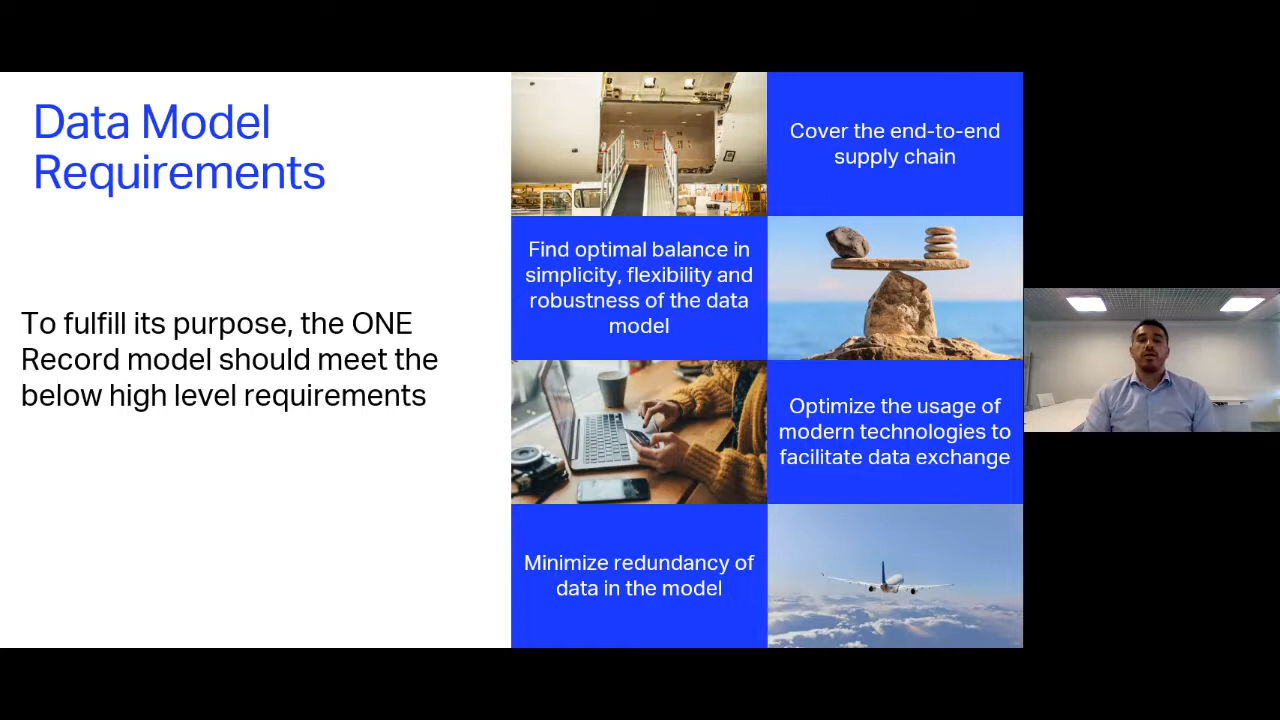 Data Model
Requirements
To fulfill its purpose, the ONE
Record model should meet the
below high level requirements
Cover the end-to-end
supply chain
Find optimal balance in
simplicity, flexibility and
robustness of the data
model
Optimize the usage of
modern technologies to
facilitate data exchange
Minimize redundancy of
data in the model